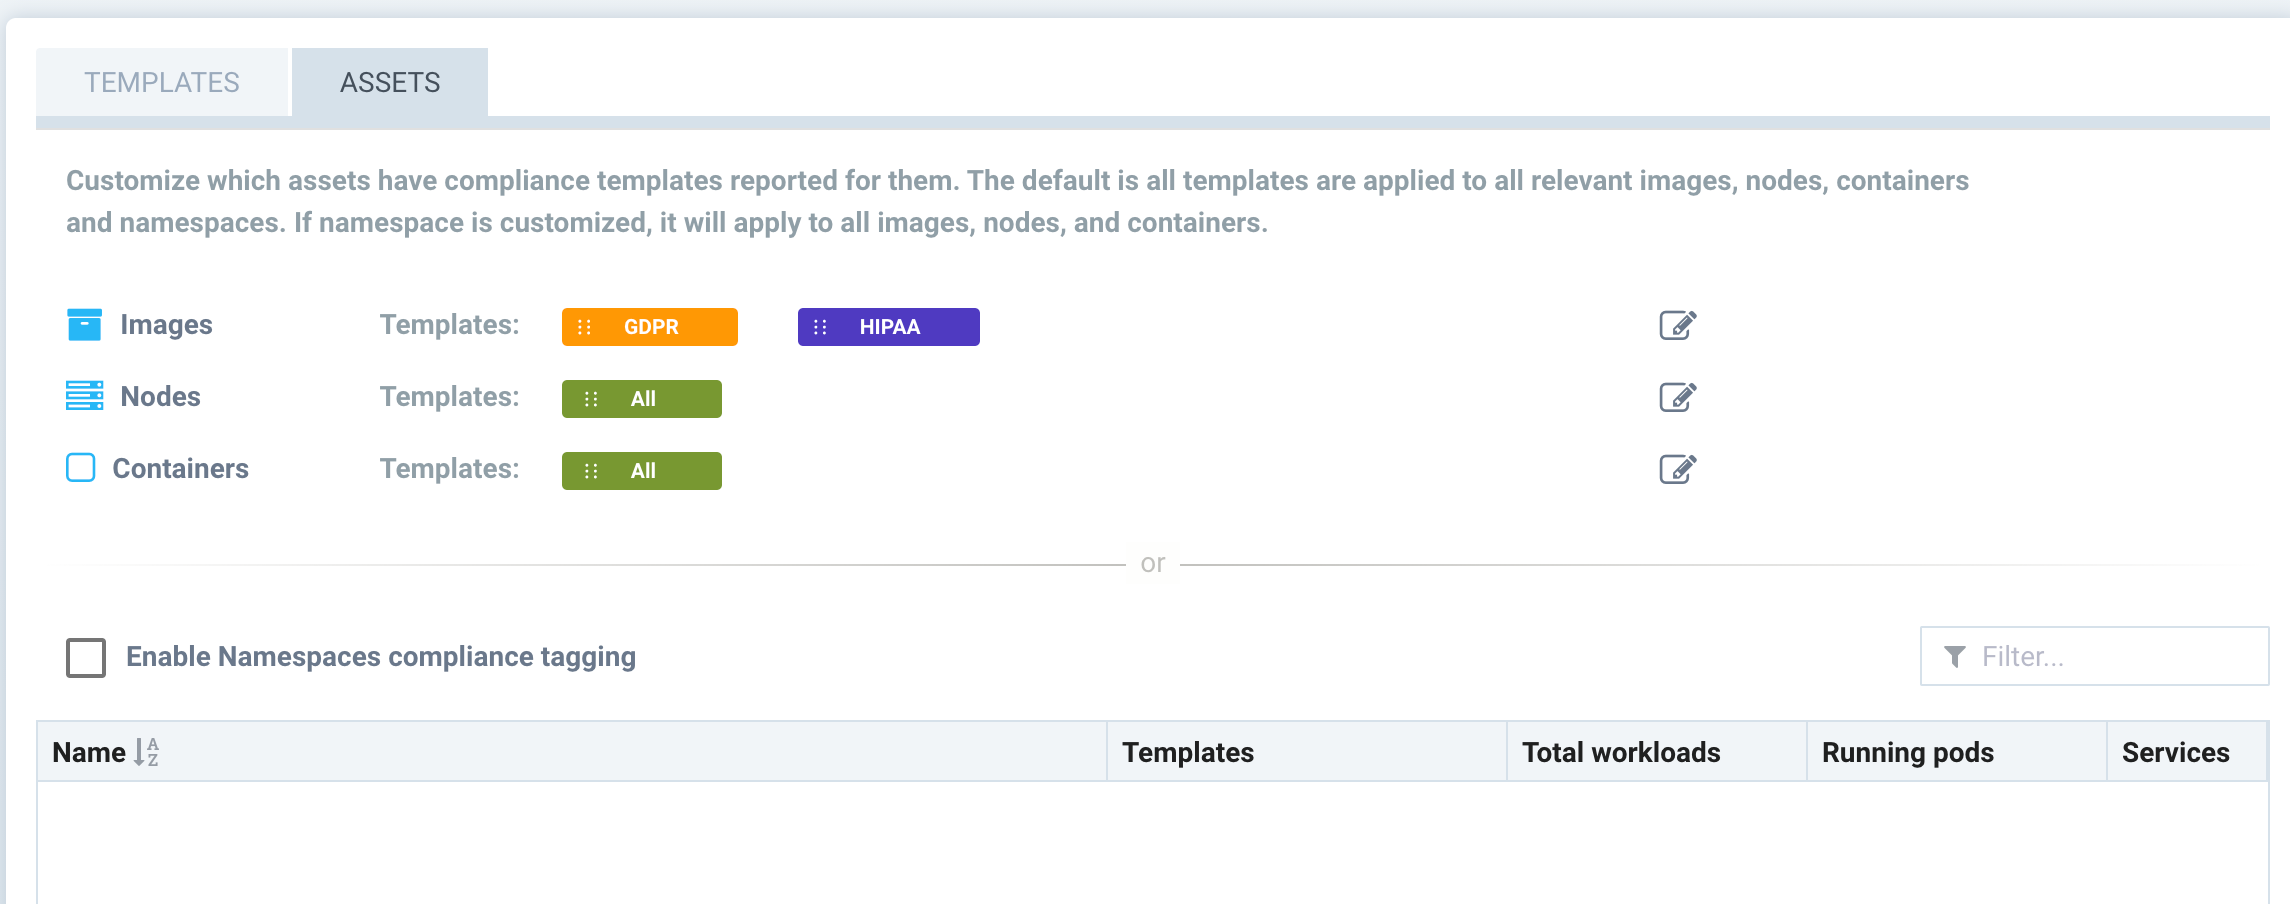 TEMPLATES ASSETS
Customize which assets have compliance templates reported for them. The default is all templates are applied to all relevant images, nodes, containers
and namespaces. If namespace is customized, it will apply to all images, nodes, and containers.
Images Templates: GDPR HIPAA
Nodes Templates: All
Containers Templates: All
or
Enable Namespaces compliance tagging Filter...
Name AZ Templates Total workloads Running pods Services